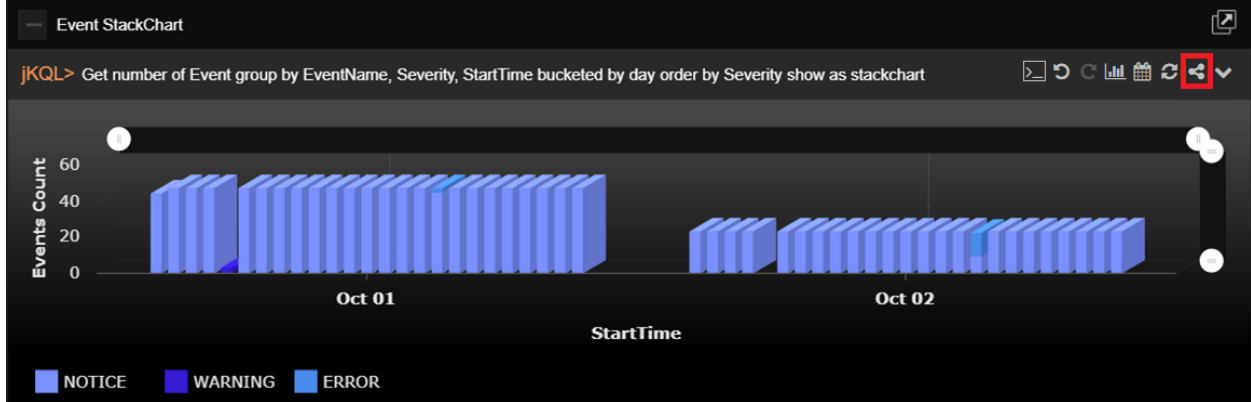 Event StackChart
jKQL> Get number of Event group by EventName, Severity, StartTime bucketed by day order by Severity show as stackchart
Events Count
60
40
20
0
Oct 01
Oct 02
StartTime
NOTICE
WARNING
ERROR